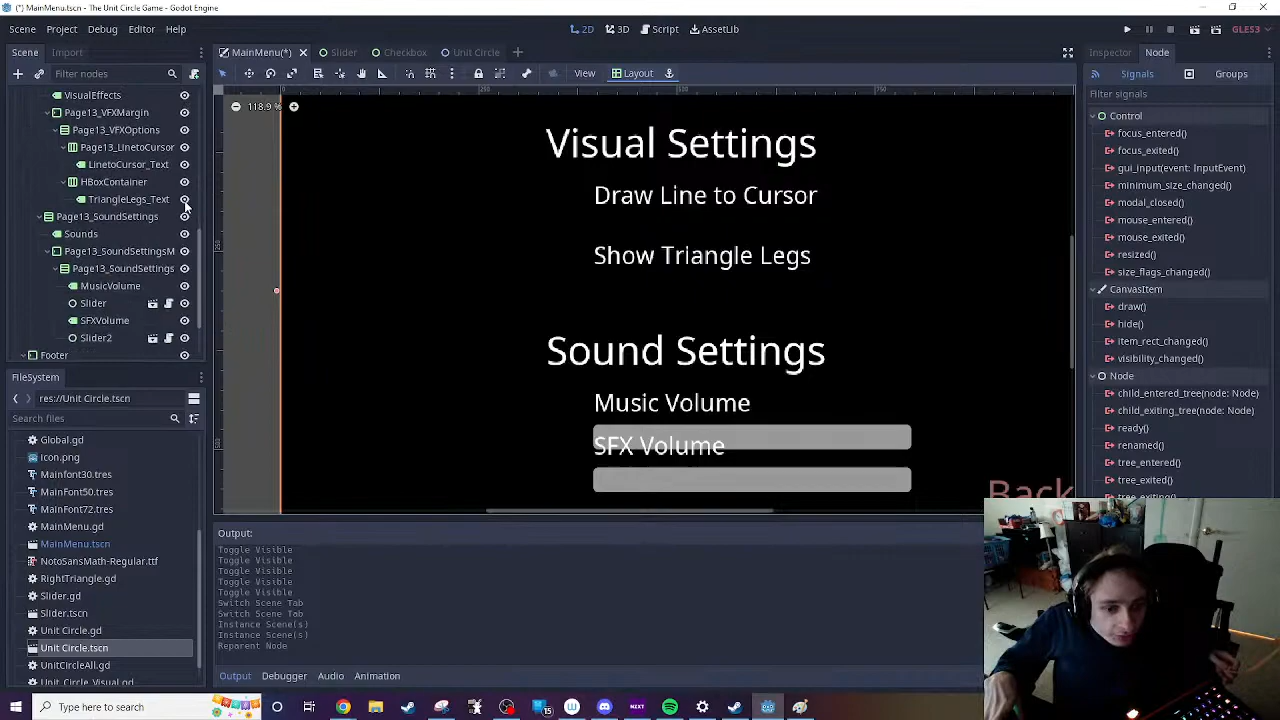 (*) MainMenu.tscn - The Unit Circle Game - Godot Engine
Scene Project Debug Editor Help
2D 3D Script AssetLib
GLES3
Scene Import
MainMenu(*) Slider Checkbox Unit Circle
Inspector Node
Filter nodes
View Layout
Signals Groups
Filter signals
VisualEffects
Page13_VFXMargin
Page13_VFXOptions
Page13_LInetoCursor
LinetoCursor_Text
HBoxContainer
TriangleLegs_Text
Page13_SoundSettings
Sounds
Page13_SoundSettingsM
Page13_SoundSettings
MusicVolume
Slider
SFXVolume
Slider2
Footer
118.9 %
Visual Settings
Draw Line to Cursor
Show Triangle Legs
Sound Settings
Music Volume
SFX Volume
Back
Control
focus_entered()
focus_exited()
gui_input(event: InputEvent)
minimum_size_changed()
modal_closed()
mouse_entered()
mouse_exited()
resized()
size_flags_changed()
CanvasItem
draw()
hide()
item_rect_changed()
visibility_changed()
Node
child_entered_tree(node: Node)
child_exiting_tree(node: Node)
ready()
renamed()
tree_entered()
tree_exited()
tree_exiting()
FileSystem
res://Unit Circle.tscn
Search files
Global.gd
icon.png
Mainfont30.tres
MainFont50.tres
MainFont72.tres
MainMenu.gd
MainMenu.tscn
NotoSansMath-Regular.ttf
RightTriangle.gd
Slider.gd
Slider.tscn
Unit Circle.gd
Unit Circle.tscn
UnitCircleAll.gd
Unit Circle_Visual.gd
Output:
Toggle Visible
Toggle Visible
Toggle Visible
Toggle Visible
Toggle Visible
Switch Scene Tab
Switch Scene Tab
Instance Scene(s)
Instance Scene(s)
Reparent Node
Output Debugger Audio Animation
Type here to search
15
NEXT